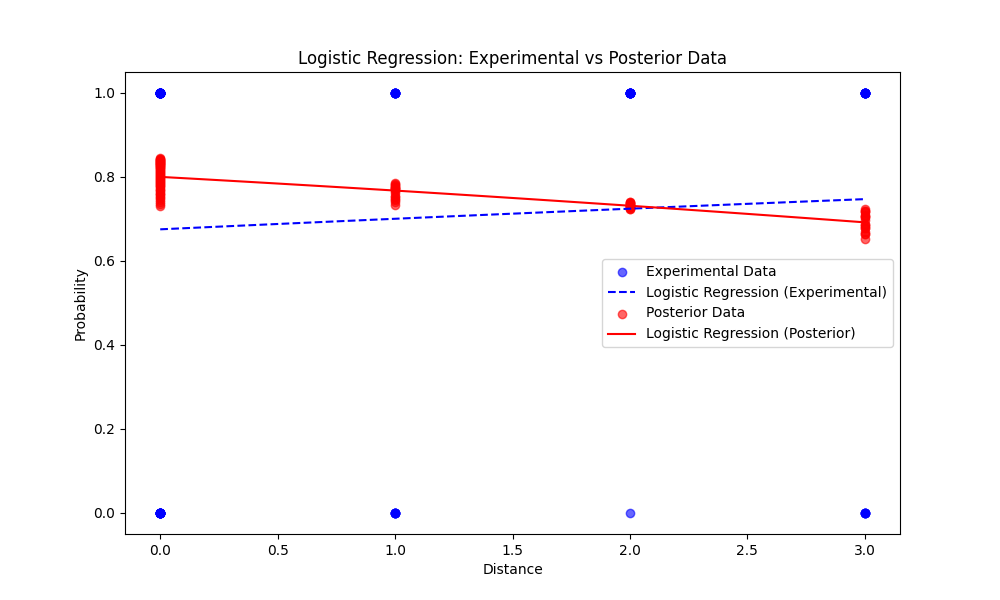 Logistic Regression: Experimental vs Posterior Data
Probability
1.0
0.8
0.6
0.4
0.2
0.0
Experimental Data
Logistic Regression (Experimental)
Posterior Data
Logistic Regression (Posterior)
0.0 0.5 1.0 1.5 2.0 2.5 3.0
Distance